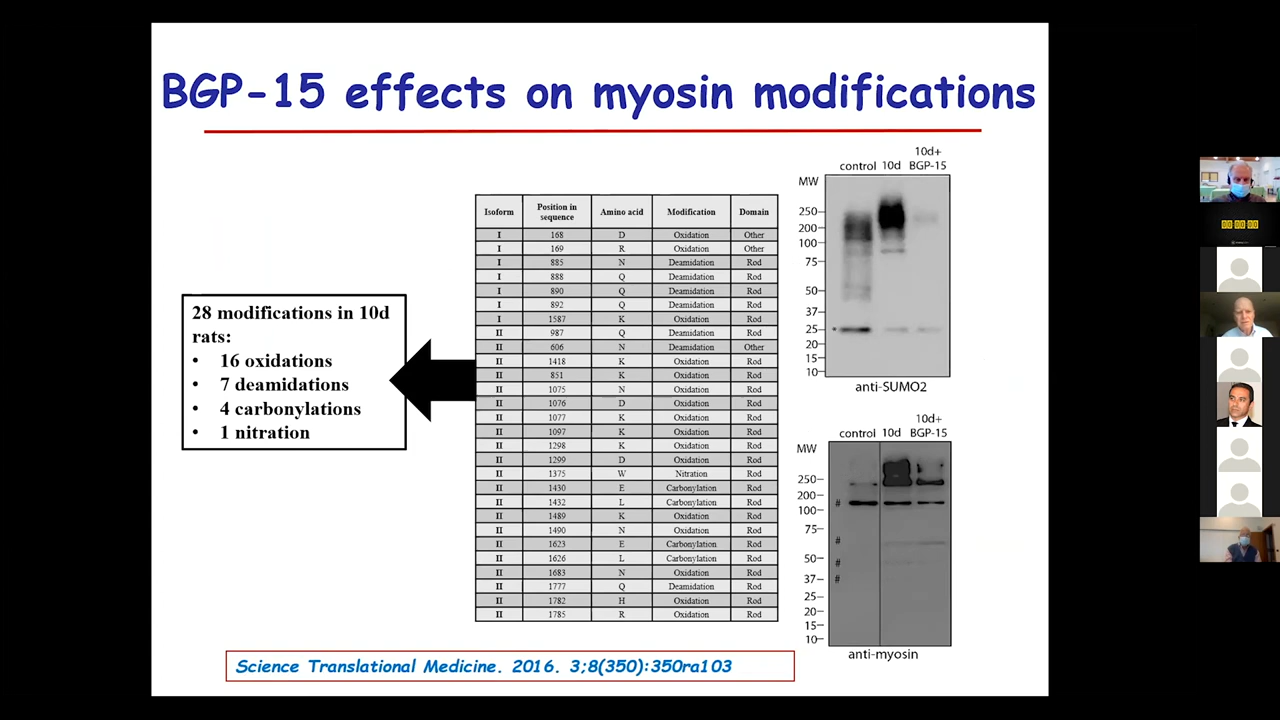 BGP-15 effects on myosin modifications
28 modifications in 10d
rats:
• 16 oxidations
• 7 deamidations
• 4 carbonylations
• 1 nitration
Isoform Position in sequence Amino acid Modification Domain
I 168 D Oxidation Other
I 169 R Oxidation Other
I 885 N Deamidation Rod
I 888 Q Deamidation Rod
I 890 Q Deamidation Rod
I 892 Q Deamidation Rod
I 1587 K Oxidation Rod
II 987 Q Deamidation Rod
II 606 N Deamidation Other
II 1418 K Oxidation Rod
II 851 K Oxidation Rod
II 1075 N Oxidation Rod
II 1076 D Oxidation Rod
II 1077 K Oxidation Rod
II 1097 K Oxidation Rod
II 1298 K Oxidation Rod
II 1299 D Oxidation Rod
II 1375 W Nitration Rod
II 1430 E Carbonylation Rod
II 1432 L Carbonylation Rod
II 1489 K Oxidation Rod
II 1490 N Oxidation Rod
II 1623 E Carbonylation Rod
II 1626 L Carbonylation Rod
II 1683 N Oxidation Rod
II 1777 Q Deamidation Rod
II 1782 H Oxidation Rod
II 1785 R Oxidation Rod
10d+
control 10d BGP-15
MW
250
200
100
75
50
37
* 25
20
15
10
anti-SUMO2
10d+
control 10d BGP-15
MW
250
200
100 #
75
#
50 #
37 #
25
20
15
10
anti-myosin
Science Translational Medicine. 2016. 3;8(350):350ra103
00:00:00